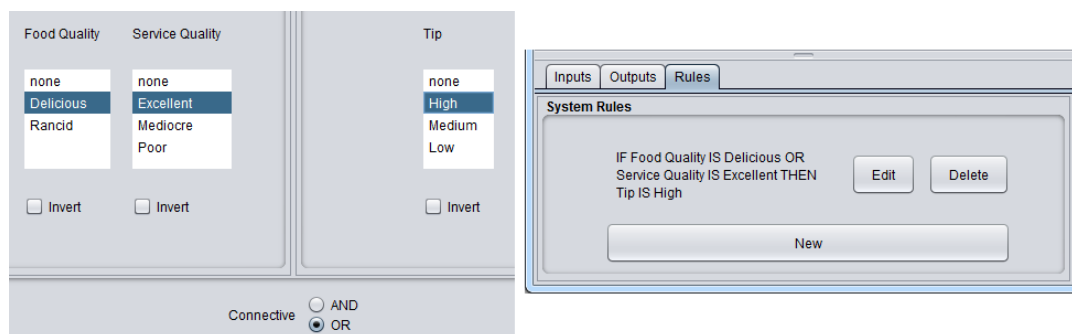 Food Quality
Service Quality
Tip
none
Delicious
Rancid
none
Excellent
Mediocre
Poor
none
High
Medium
Low
Invert
Invert
Invert
Connective
AND
OR
Inputs
Outputs
Rules
System Rules
IF Food Quality IS Delicious OR
Service Quality IS Excellent THEN
Tip IS High
Edit
Delete
New